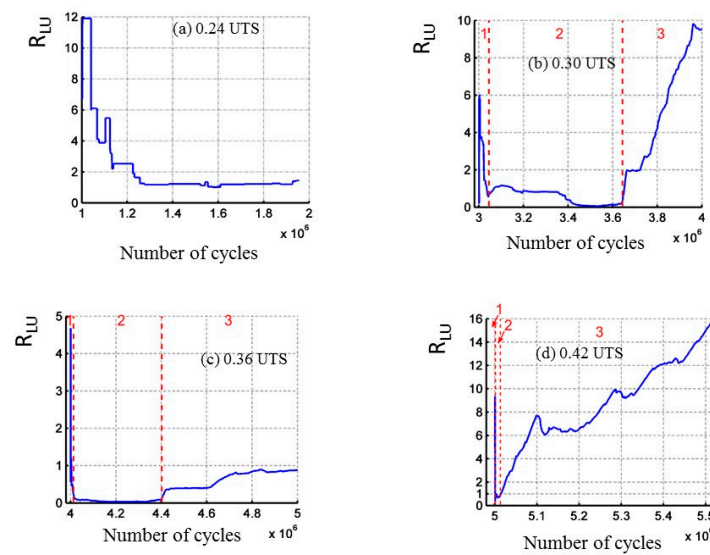 (a) 0.24 UTS
R_LU
12
10
8
6
4
2
0
1 1.2 1.4 1.6 1.8 2
x 10^6
Number of cycles
1 2 3
(b) 0.30 UTS
R_LU
10
8
6
4
2
0
3 3.2 3.4 3.6 3.8 4
x 10^6
Number of cycles
1 2 3
(c) 0.36 UTS
R_LU
5
4
3
2
1
0
4 4.2 4.4 4.6 4.8 5
x 10^6
Number of cycles
1
2
3
(d) 0.42 UTS
R_LU
16
14
12
10
8
6
4
2
1
0
5 5.1 5.2 5.3 5.4
Number of cycles